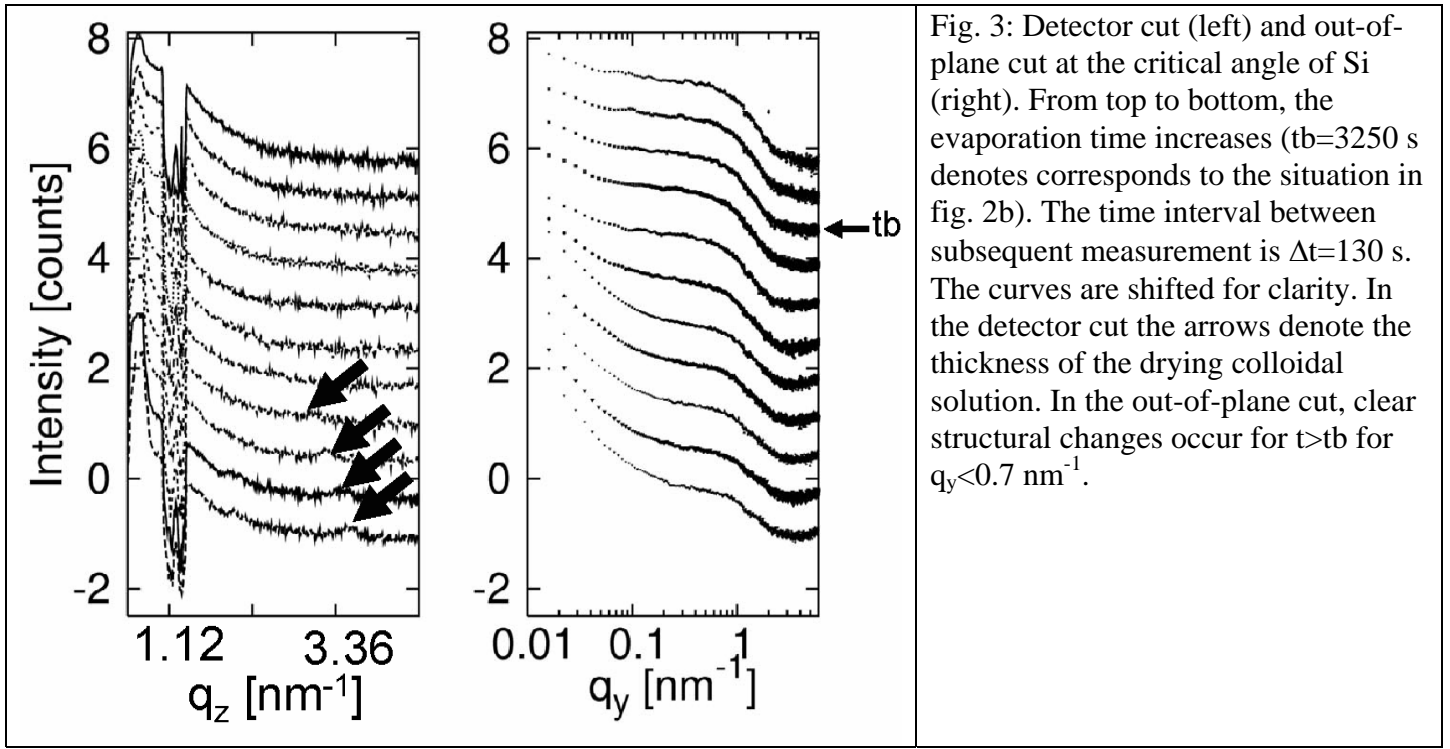 8
6
4
2
0
-2
Intensity [counts]
1.12 3.36
q_z [nm⁻¹]
8
6
4
2
0
-2
0.01 0.1 1
q_y [nm⁻¹]
tb
Fig. 3: Detector cut (left) and out-of-
plane cut at the critical angle of Si
(right). From top to bottom, the
evaporation time increases (tb=3250 s
denotes corresponds to the situation in
fig. 2b). The time interval between
subsequent measurement is Δt=130 s.
The curves are shifted for clarity. In
the detector cut the arrows denote the
thickness of the drying colloidal
solution. In the out-of-plane cut, clear
structural changes occur for t>tb for
q_y<0.7 nm⁻¹.